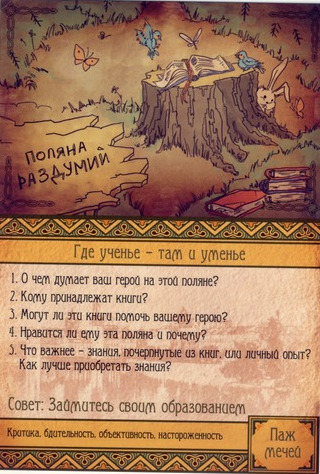 ПОЛЯНА
РАЗДУМИЙ
Где ученье - там и уменье
1. О чем думает ваш герой на этой поляне?
2. Кому принадлежат книги?
3. Могут ли эти книги помочь вашему герою?
4. Нравится ли ему эта поляна и почему?
5. Что важнее - знания, почерпнутые из книг, или личный опыт?
Как лучше приобретать знания?
Совет: Займитесь своим образованием
Критика, бдительность, объективность, настороженность
Паж
мечей